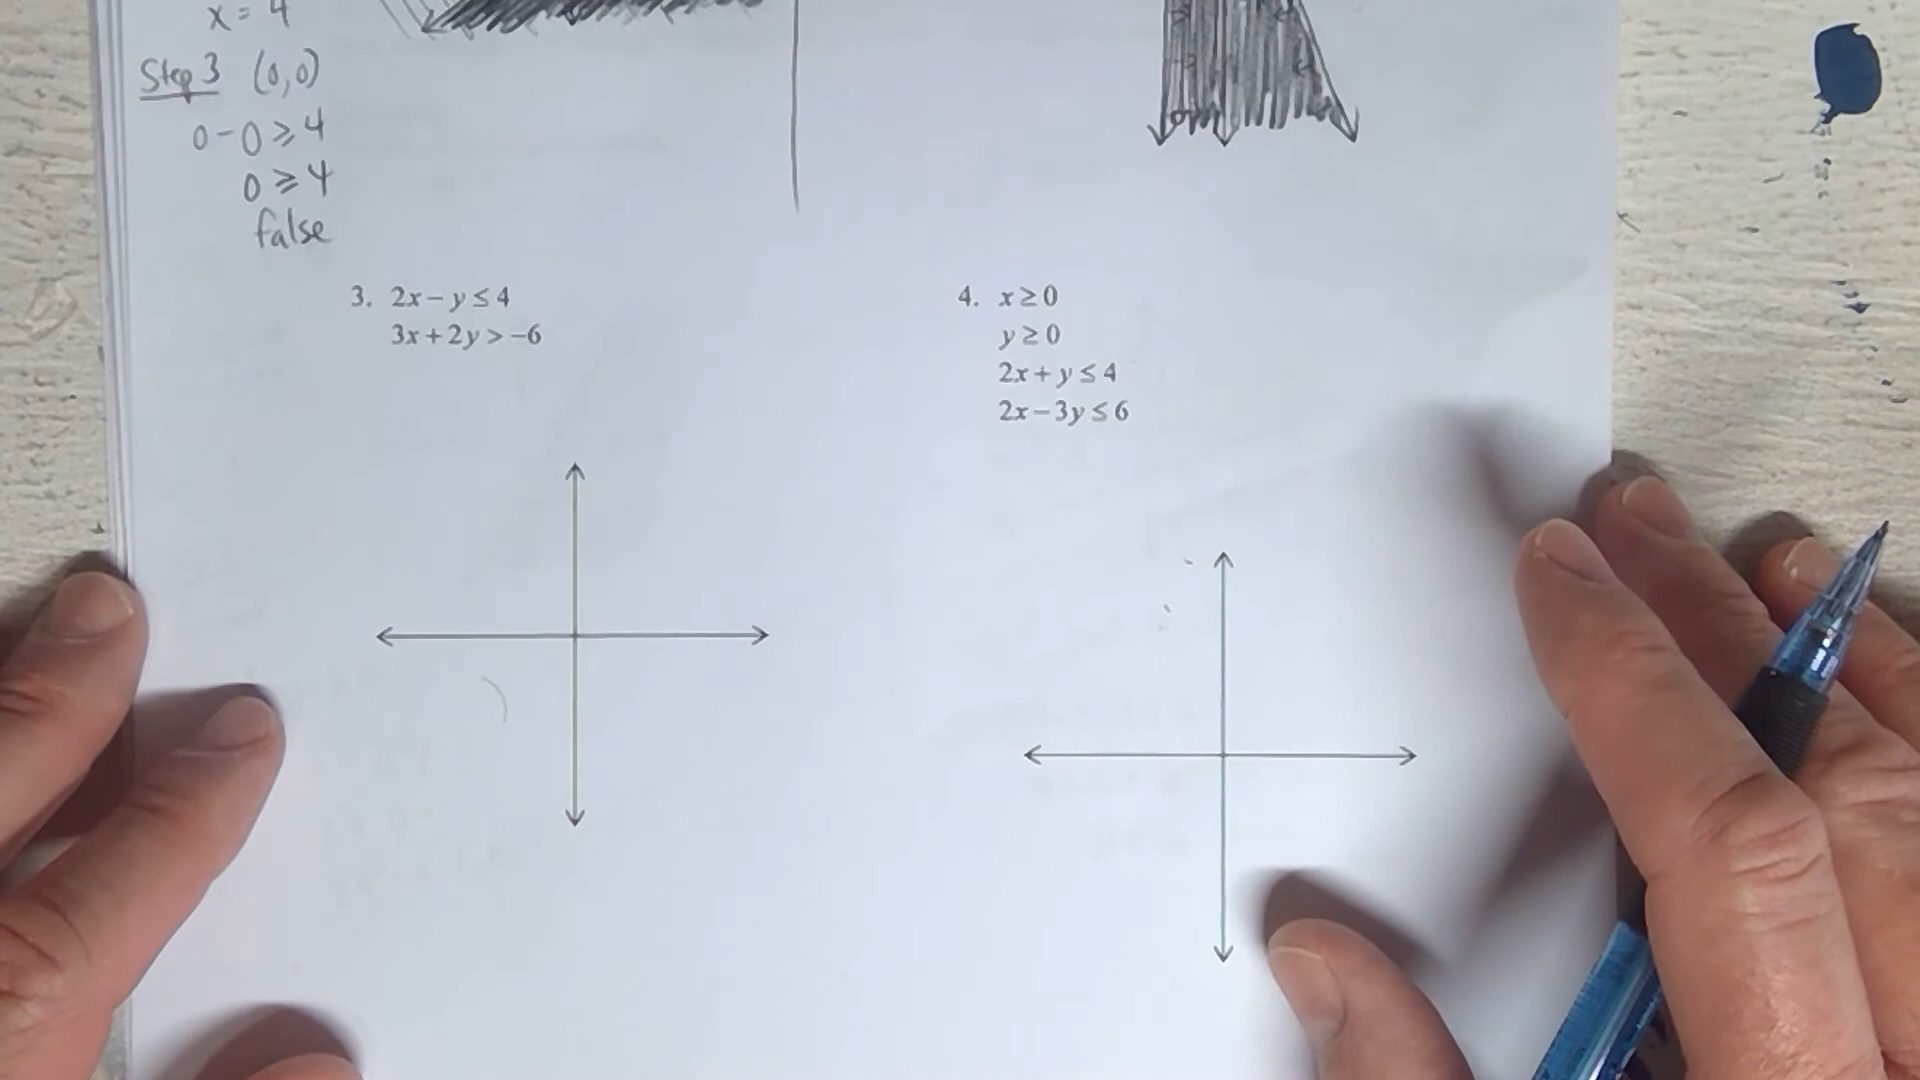 x = 4
Step 3 (0,0)
0 - 0 ⩾ 4
0 ⩾ 4
false
3. 2x – y ≤ 4
3x + 2y > –6
4. x ≥ 0
y ≥ 0
2x + y ≤ 4
2x – 3y ≤ 6